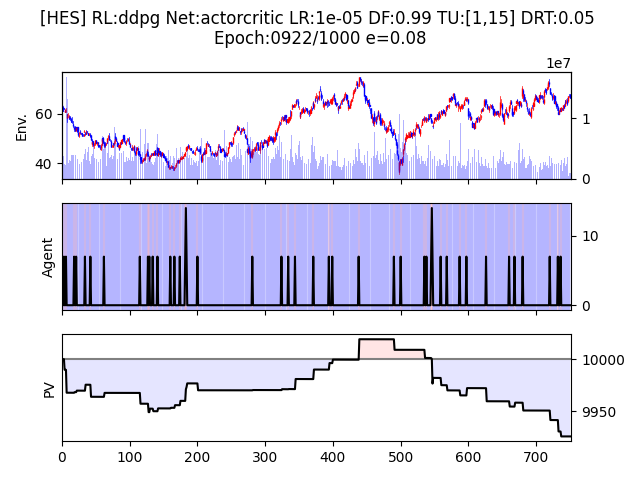 [HES] RL:ddpg Net:actorcritic LR:1e-05 DF:0.99 TU:[1,15] DRT:0.05
Epoch:0922/1000 e=0.08
1e7
Env.
60
40
1
0
Agent
10
0
PV
10000
9950
0 100 200 300 400 500 600 700